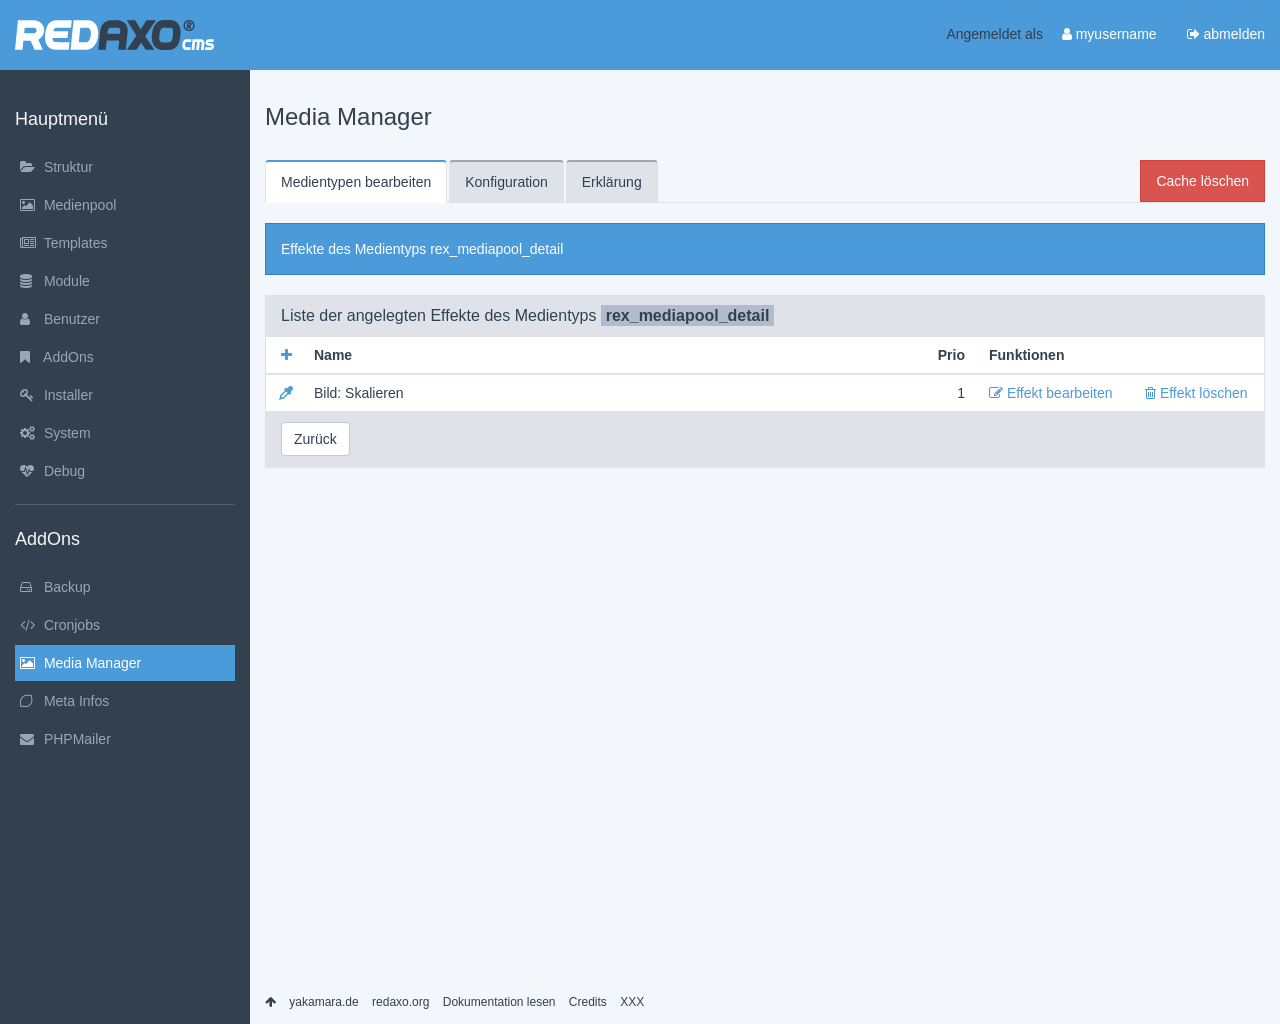 REDAXO® cms
Angemeldet als myusername abmelden
Hauptmenü
Struktur
Medienpool
Templates
Module
Benutzer
AddOns
Installer
System
Debug
AddOns
Backup
Cronjobs
Media Manager
Meta Infos
PHPMailer
Media Manager
Medientypen bearbeiten Konfiguration Erklärung Cache löschen
Effekte des Medientyps rex_mediapool_detail
Liste der angelegten Effekte des Medientyps rex_mediapool_detail
Name Prio Funktionen
Bild: Skalieren 1 Effekt bearbeiten Effekt löschen
Zurück
yakamara.de redaxo.org Dokumentation lesen Credits XXX